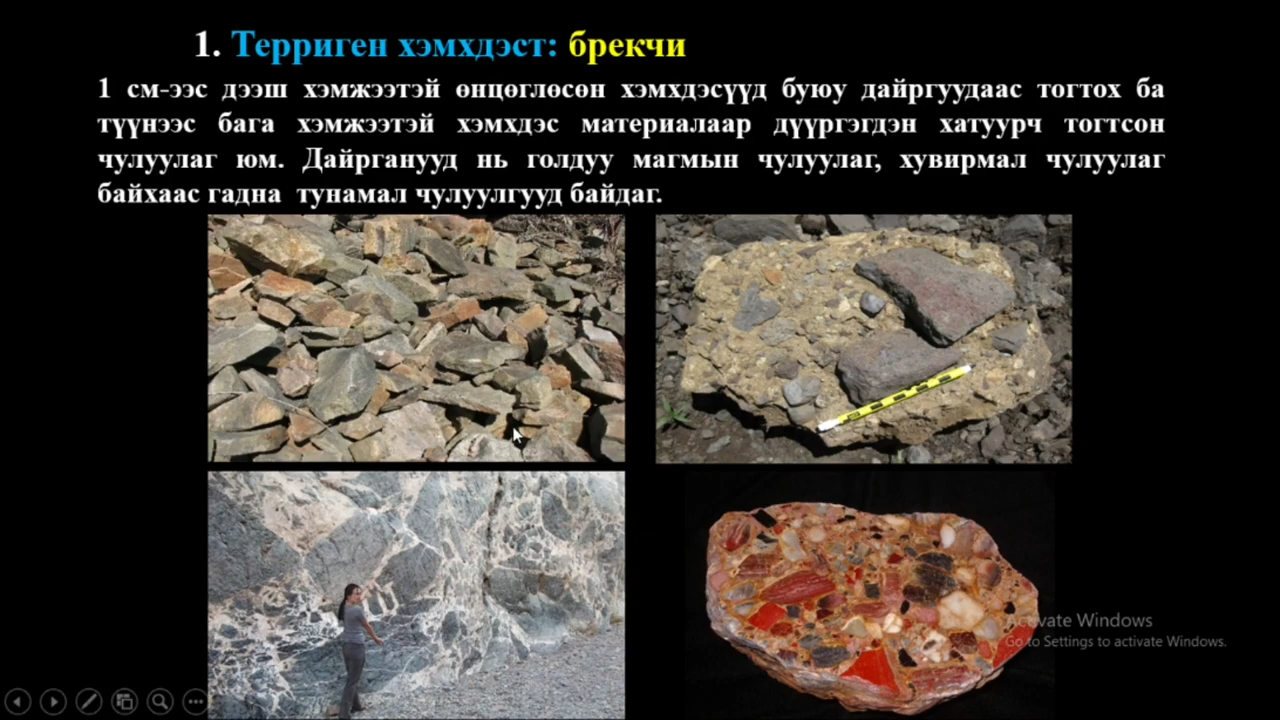 1. Терриген хэмхдэст: брекчи
1 см-ээс дээш хэмжээтэй өнцөглөсөн хэмхдэсүүд буюу дайргуудаас тогтох ба
түүнээс бага хэмжээтэй хэмхдэс материалаар дүүргэгдэн хатуурч тогтсон
чулуулаг юм. Дайрганууд нь голдуу магмын чулуулаг, хувирмал чулуулаг
байхаас гадна тунамал чулуулгууд байдаг.
Activate Windows
Go to Settings to activate Windows.